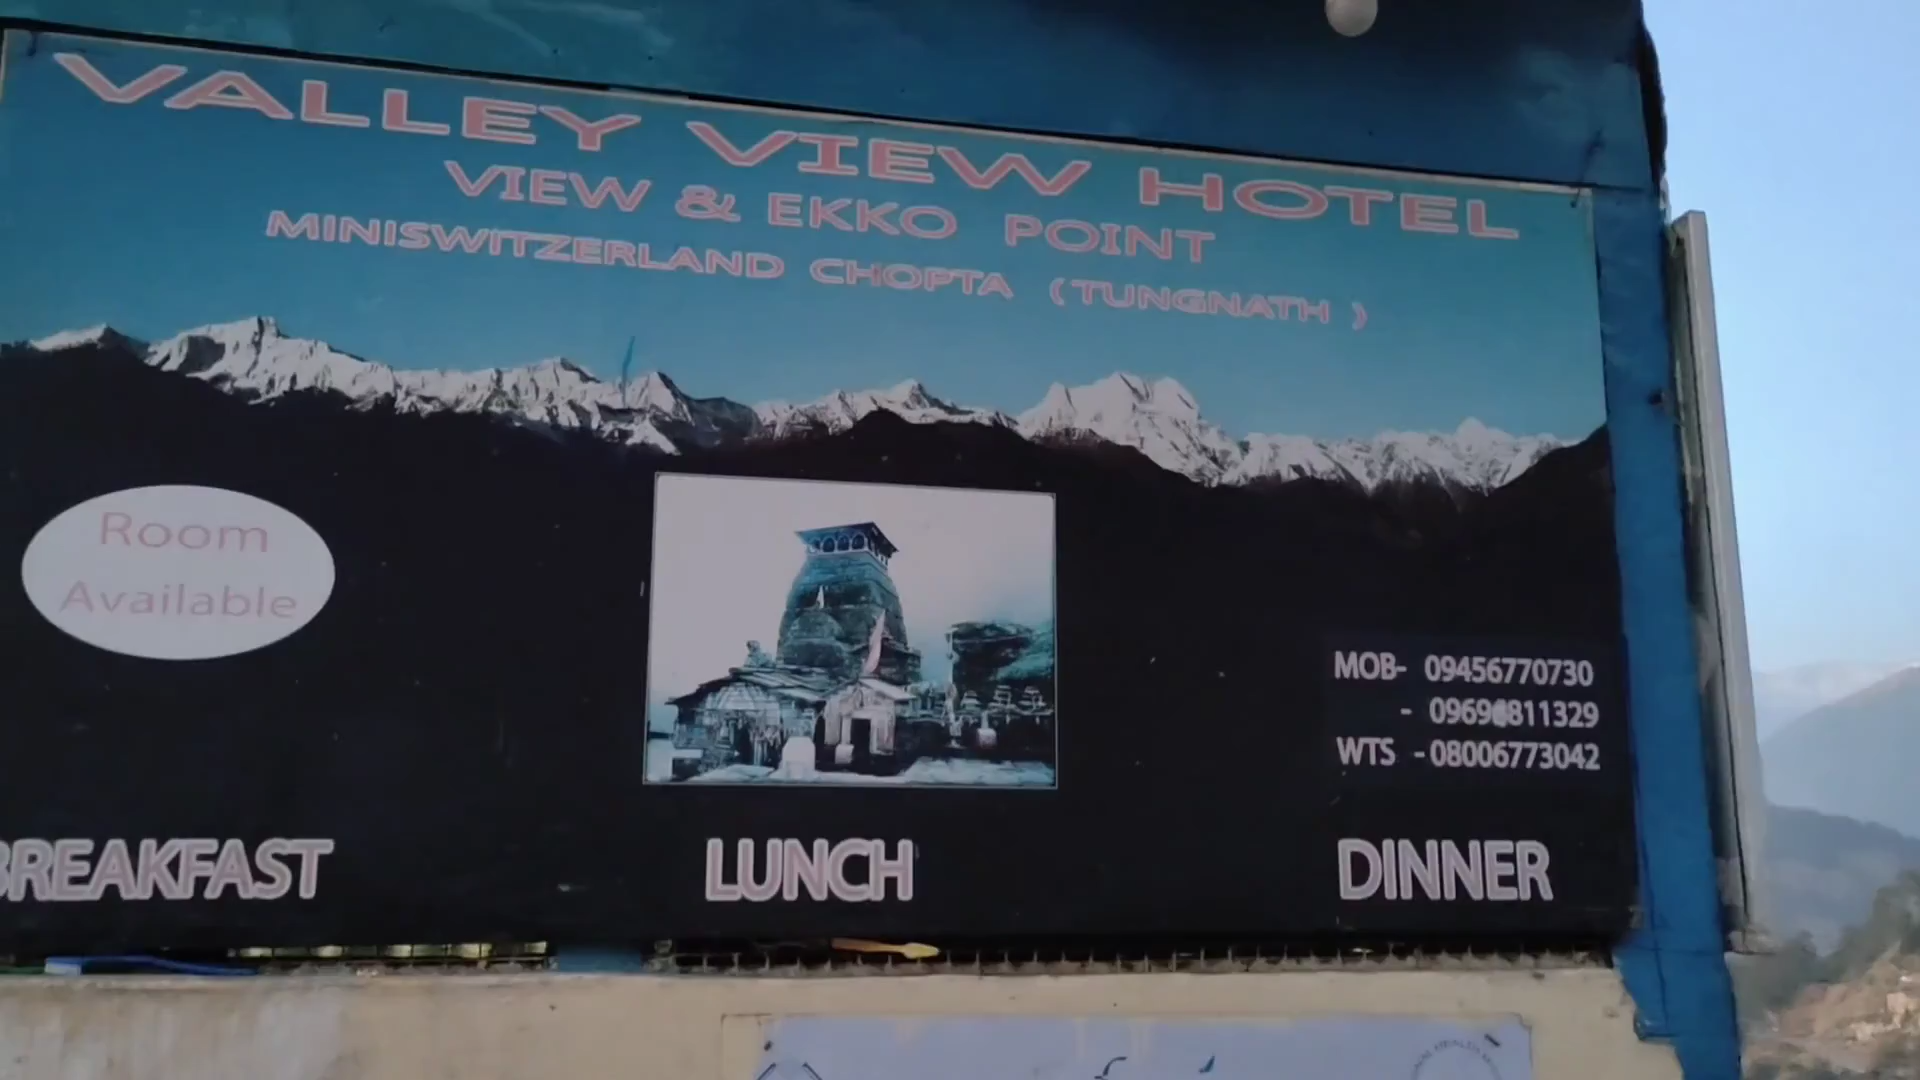 VALLEY VIEW HOTEL
VIEW & EKKO POINT
MINISWITZERLAND CHOPTA (TUNGNATH )
Room
Available
MOB- 09456770730
WTS -08006773042
BREAKFAST LUNCH DINNER